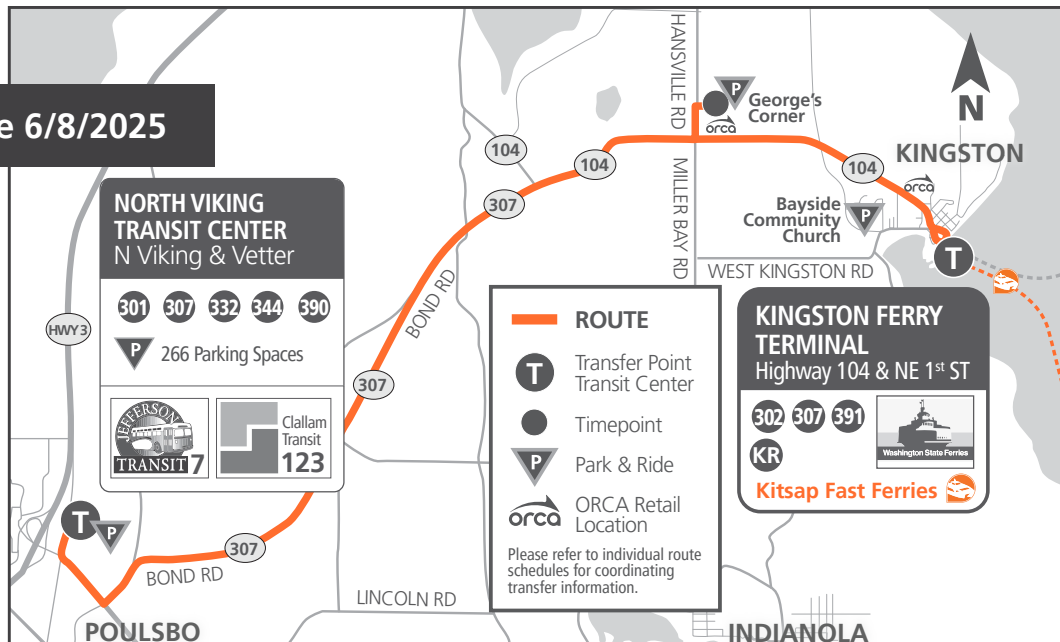 e 6/8/2025
HANSVILLE RD
P
George's
Corner
orca
N
104
104
104
KINGSTON
orca
307
MILLER BAY RD
Bayside
Community
Church
P
WEST KINGSTON RD
T
NORTH VIKING
TRANSIT CENTER
N Viking & Vetter
301 307 332 344 390
P 266 Parking Spaces
JEFFERSON
TRANSIT 7
Clallam
Transit
123
HWY 3
BOND RD
307
ROUTE
T Transfer Point
Transit Center
Timepoint
P Park & Ride
orca ORCA Retail
Location
Please refer to individual route
schedules for coordinating
transfer information.
KINGSTON FERRY
TERMINAL
Highway 104 & NE 1st ST
302 307 391
KR
Washington State Ferries
Kitsap Fast Ferries
T
P
307
BOND RD
LINCOLN RD
POULSBO
INDIANOLA